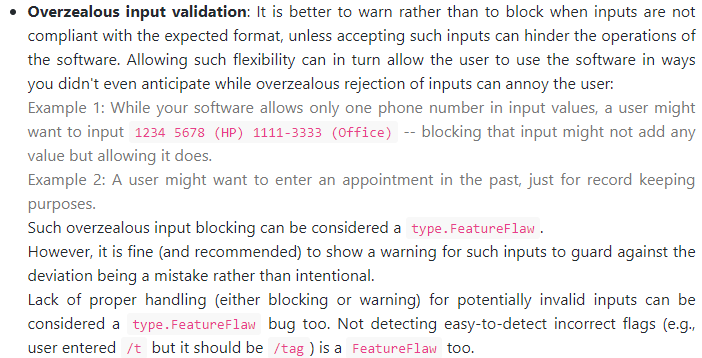 • Overzealous input validation: It is better to warn rather than to block when inputs are not
compliant with the expected format, unless accepting such inputs can hinder the operations of
the software. Allowing such flexibility can in turn allow the user to use the software in ways
you didn't even anticipate while overzealous rejection of inputs can annoy the user:
Example 1: While your software allows only one phone number in input values, a user might
want to input 1234 5678 (HP) 1111-3333 (Office) -- blocking that input might not add any
value but allowing it does.
Example 2: A user might want to enter an appointment in the past, just for record keeping
purposes.
Such overzealous input blocking can be considered a type.FeatureFlaw.
However, it is fine (and recommended) to show a warning for such inputs to guard against the
deviation being a mistake rather than intentional.
Lack of proper handling (either blocking or warning) for potentially invalid inputs can be
considered a type.FeatureFlaw bug too. Not detecting easy-to-detect incorrect flags (e.g.,
user entered /t but it should be /tag) is a FeatureFlaw too.